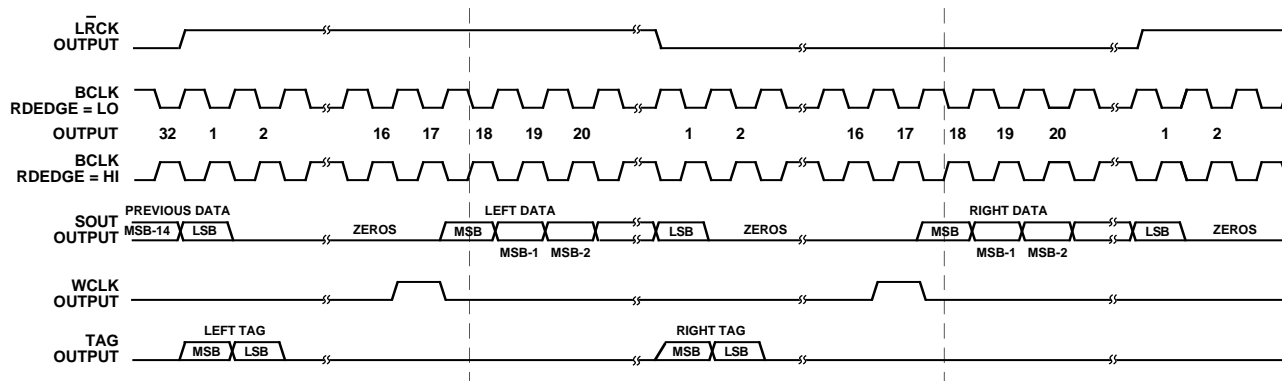 LRCK
OUTPUT
BCLK
RDEDGE = LO
OUTPUT 32 1 2 16 17 18 19 20 1 2 16 17 18 19 20 1 2
BCLK
RDEDGE = HI
PREVIOUS DATA LEFT DATA RIGHT DATA
SOUT
OUTPUT
MSB-14 LSB ZEROS MSB LSB ZEROS MSB LSB ZEROS
MSB-1 MSB-2 MSB-1 MSB-2
WCLK
OUTPUT
LEFT TAG RIGHT TAG
TAG
OUTPUT
MSB LSB MSB LSB